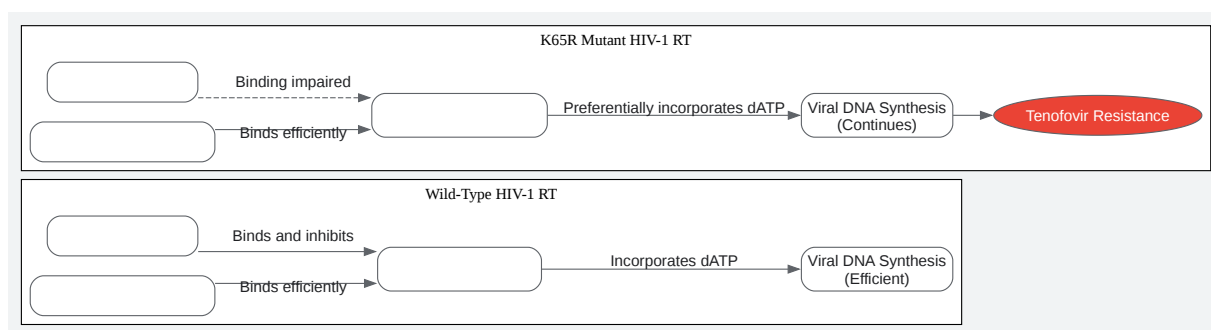 K65R Mutant HIV-1 RT
Binding impaired
Binds efficiently
Preferentially incorporates dATP
Viral DNA Synthesis
(Continues)
Tenofovir Resistance
Wild-Type HIV-1 RT
Binds and inhibits
Binds efficiently
Incorporates dATP
Viral DNA Synthesis
(Efficient)